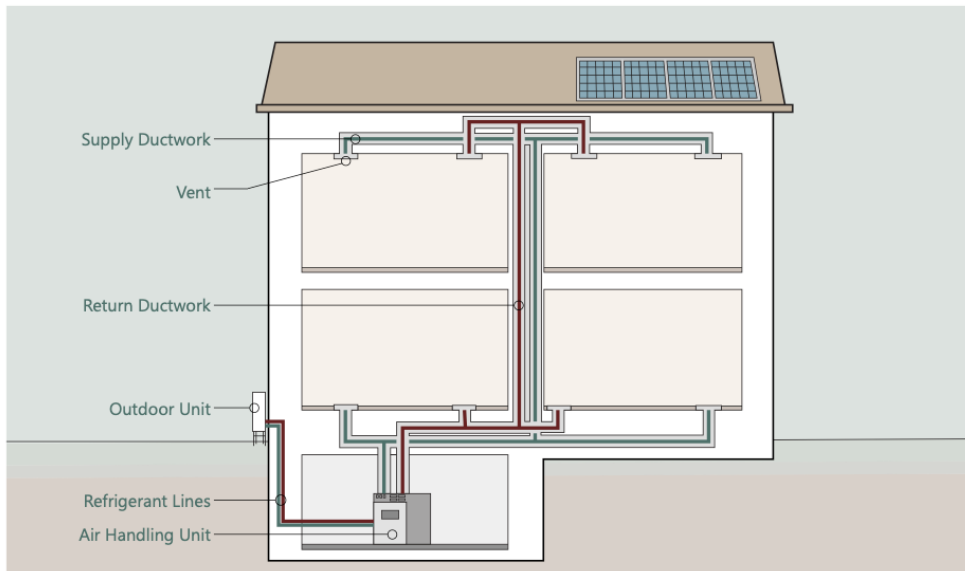 Supply Ductwork
Vent
Return Ductwork
Outdoor Unit
Refrigerant Lines
Air Handling Unit